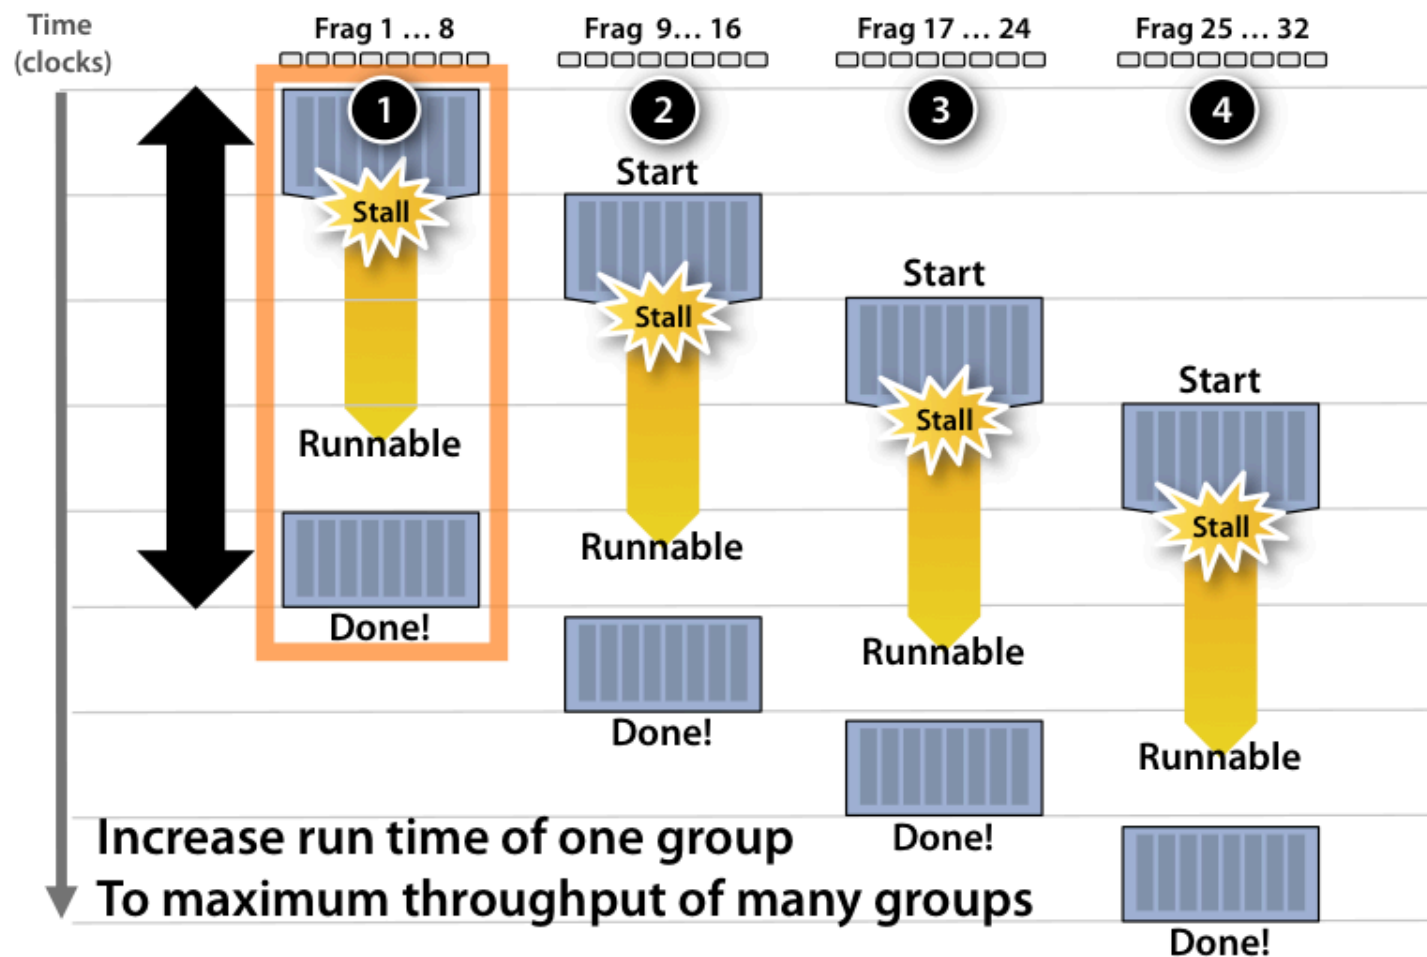 Time
(clocks)
Frag 1 … 8
Frag 9… 16
Frag 17 … 24
Frag 25 … 32
1
2
3
4
Start
Stall
Start
Stall
Start
Stall
Runnable
Stall
Runnable
Done!
Runnable
Done!
Runnable
Increase run time of one group
Done!
To maximum throughput of many groups
Done!